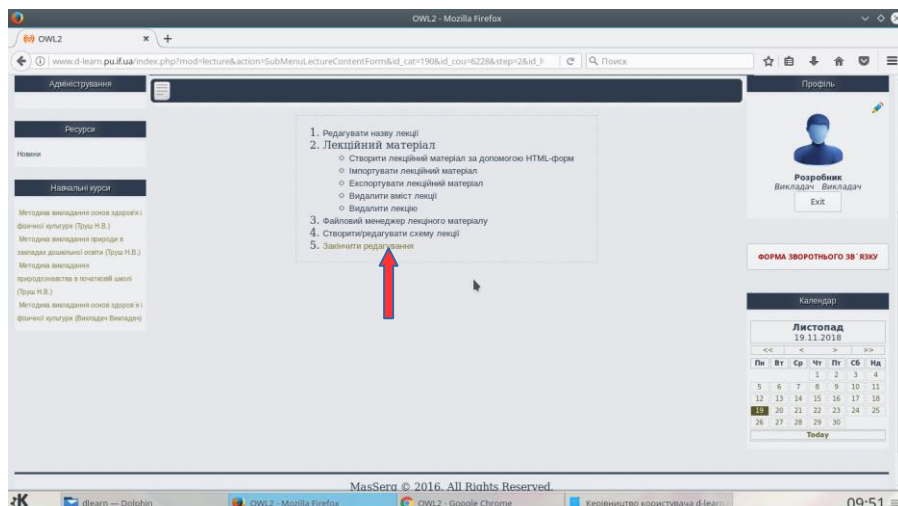 OWL2 - Mozilla Firefox
OWL2
www.d-learn.pu.if.ua/index.php?mod=lecture&action=SubMenuLectureContentForm&id_cat=190&id_cou=6228&step=2&id_l
Поиск
Адміністрування
Ресурси
Новини
Навчальні курси
Методика викладання основ здоров'я і
фізичної культури (Труш Н.В.)
Методика викладання природи в
закладах дошкільної освіти (Труш Н.В.)
Методика викладання
природознавства в початковій школі
(Труш Н.В.)
Методика викладання основ здоров'я і
фізичної культури (Викладач Викладач)
1. Редагувати назву лекції
2. Лекційний матеріал
Створити лекційний матеріал за допомогою HTML-форм
Імпортувати лекційний матеріал
Експортувати лекційний матеріал
Видалити вміст лекції
Видалити лекцію
3. Файловий менеджер лекціного матеріалу
4. Створити/редагувати схему лекції
5. Закінчити редагування
Профіль
Розробник
Викладач Викладач
Exit
ФОРМА ЗВОРОТНЬОГО ЗВ`ЯЗКУ
Календар
Листопад
19.11.2018
<< < > >>
Пн Вт Ср Чт Пт Сб Нд
1 2 3 4
5 6 7 8 9 10 11
12 13 14 15 16 17 18
19 20 21 22 23 24 25
26 27 28 29 30
Today
MasSerg © 2016. All Rights Reserved.
dlearn — Dolphin
OWL2 - Mozilla Firefox
OWL2 - Google Chrome
Керівництво користувача d-learn
09:51